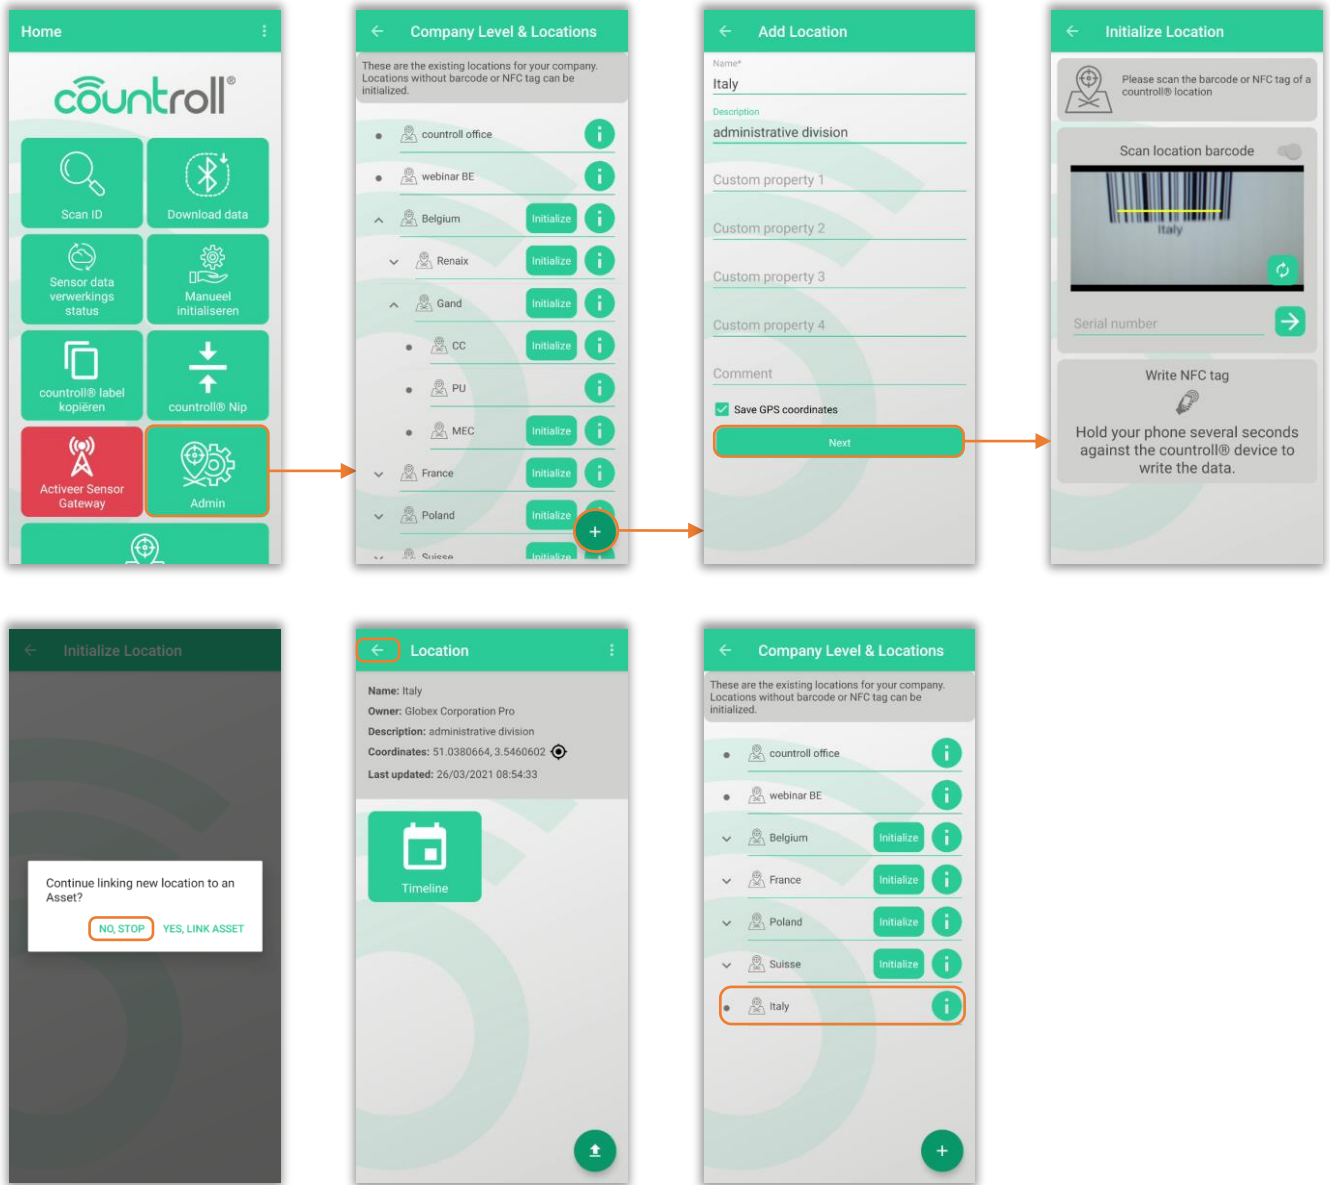 Home
countroll®
Scan ID
Download data
Sensor data
verwerkings
status
Manueel
initialiseren
countroll® label
kopiëren
countroll® Nip
Activeer Sensor
Gateway
Admin
Company Level & Locations
These are the existing locations for your company.
Locations without barcode or NFC tag can be
initialized.
countroll office
webinar BE
Belgium Initialize
Renaix Initialize
Gand Initialize
CC Initialize
PU
MEC Initialize
France Initialize
Poland Initialize
Suisse Initialize
Add Location
Name*
Italy
Description
administrative division
Custom property 1
Custom property 2
Custom property 3
Custom property 4
Comment
Save GPS coordinates
Next
Initialize Location
Please scan the barcode or NFC tag of a
countroll® location
Scan location barcode
Italy
Serial number
Write NFC tag
Hold your phone several seconds
against the countroll® device to
write the data.
Initialize Location
Continue linking new location to an
Asset?
NO, STOP YES, LINK ASSET
Location
Name: Italy
Owner: Globex Corporation Pro
Description: administrative division
Coordinates: 51.0380664, 3.5460602
Last updated: 26/03/2021 08:54:33
Timeline
Company Level & Locations
These are the existing locations for your company.
Locations without barcode or NFC tag can be
initialized.
countroll office
webinar BE
Belgium Initialize
France Initialize
Poland Initialize
Suisse Initialize
Italy